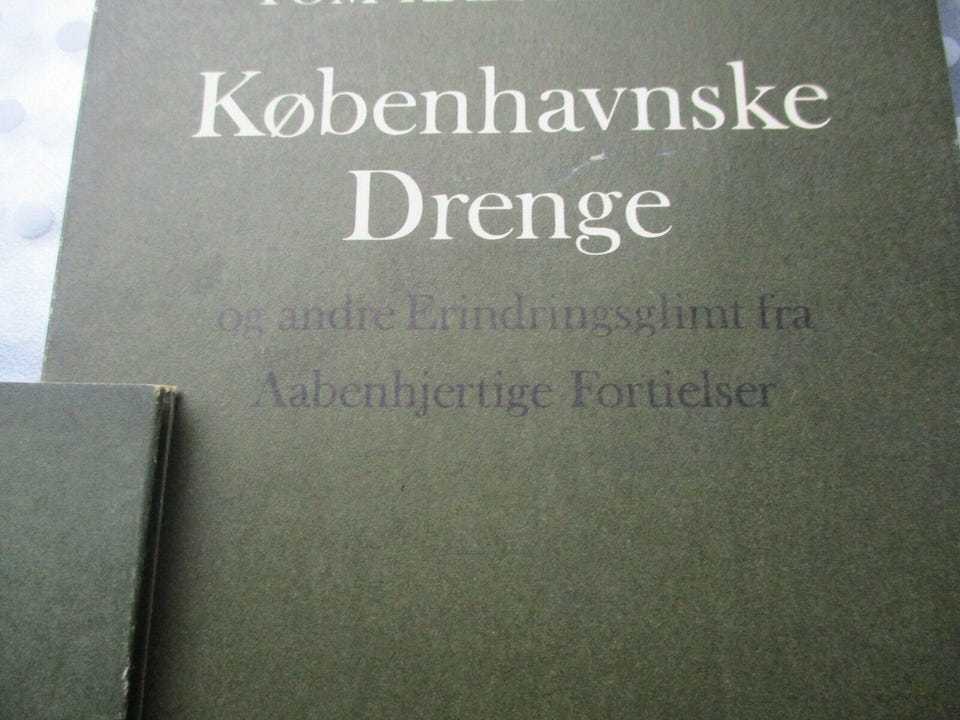 Københavnske
Drenge
og andre Erindringsglimt fra
Aabenhjertige Fortielser